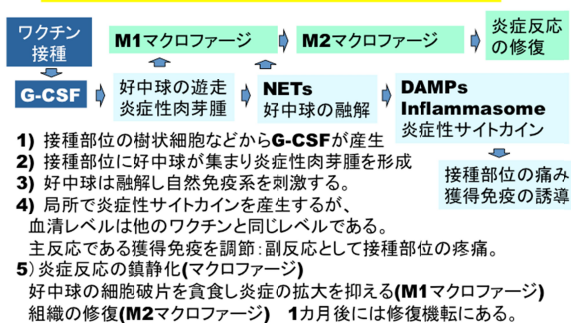 ワクチン
接種
M1マクロファージ
M2マクロファージ
炎症反応
の修復
G-CSF
好中球の遊走
炎症性肉芽腫
NETs
好中球の融解
DAMPs
Inflammasome
炎症性サイトカイン
接種部位の痛み
獲得免疫の誘導
1) 接種部位の樹状細胞などからG-CSFが産生
2) 接種部位に好中球が集まり炎症性肉芽腫を形成
3) 好中球は融解し自然免疫系を刺激する。
4) 局所で炎症性サイトカインを産生するが、
血清レベルは他のワクチンと同じレベルである。
主反応である獲得免疫を調節：副反応として接種部位の疼痛。
5)炎症反応の鎮静化(マクロファージ)
好中球の細胞破片を貪食し炎症の拡大を抑える(M1マクロファージ)
組織の修復(M2マクロファージ) 1カ月後には修復機転にある。